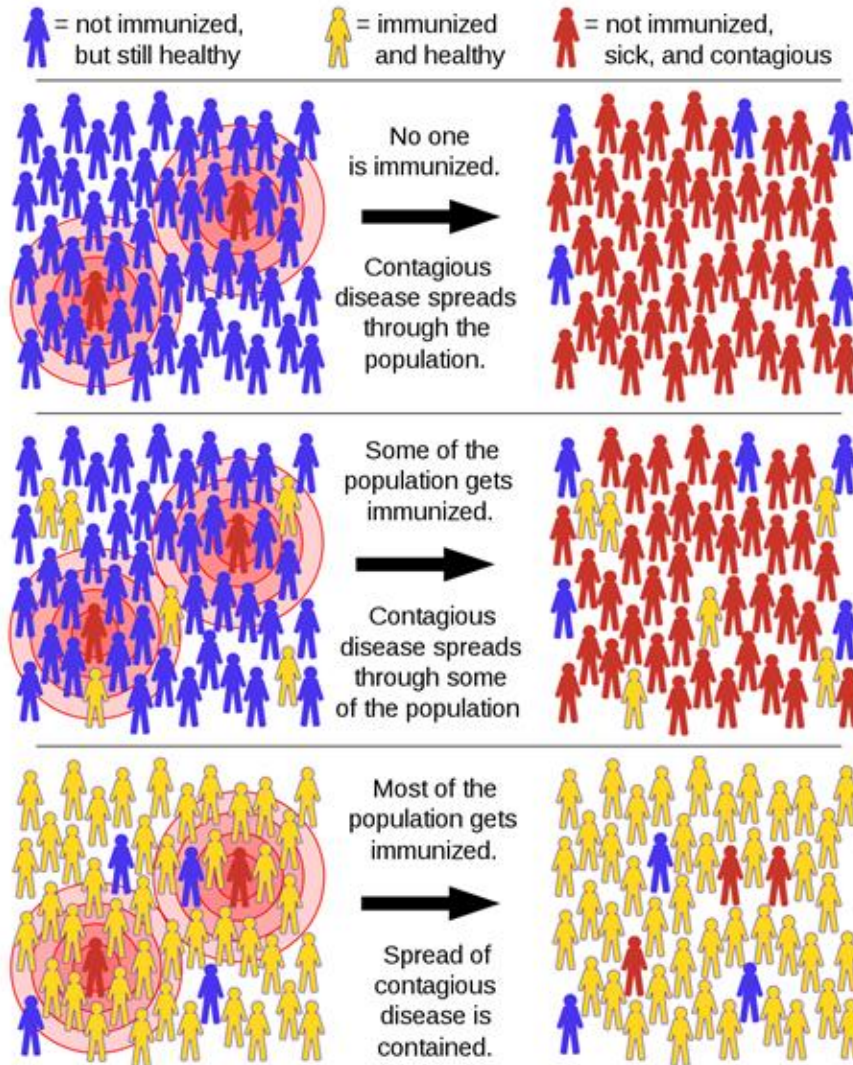 = not immunized,
but still healthy
= immunized
and healthy
= not immunized,
sick, and contagious
No one
is immunized.
Contagious
disease spreads
through the
population.
Some of the
population gets
immunized.
Contagious
disease spreads
through some
of the population
Most of the
population gets
immunized.
Spread of
contagious
disease is
contained.